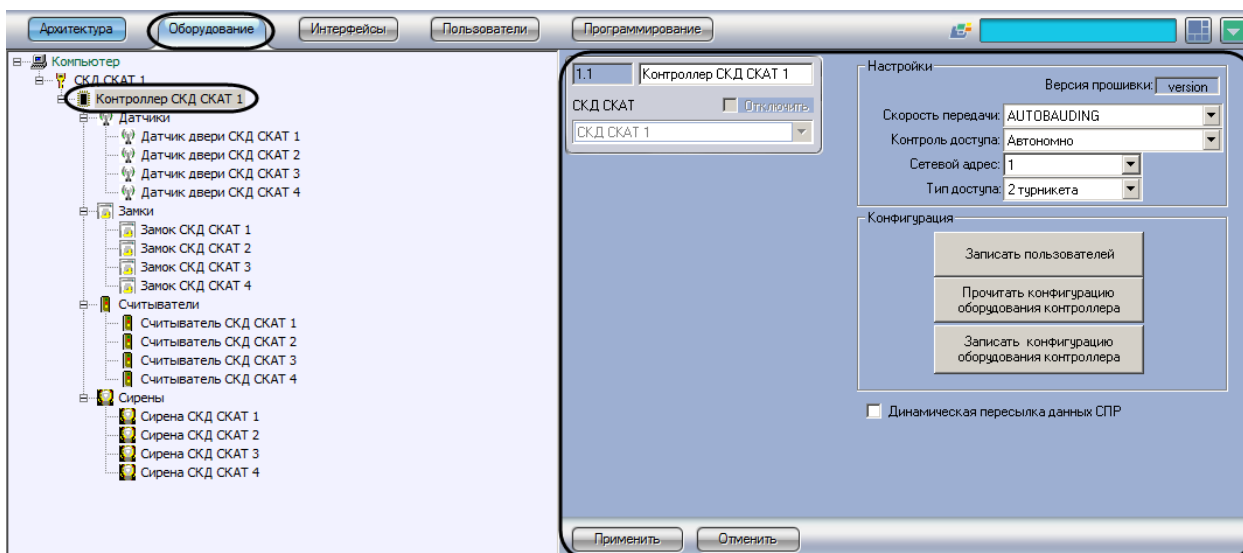 Архитектура Оборудование Интерфейсы Пользователи Программирование
Компьютер
СКД СКАТ 1
Контроллер СКД СКАТ 1
Датчики
Датчик двери СКД СКАТ 1
Датчик двери СКД СКАТ 2
Датчик двери СКД СКАТ 3
Датчик двери СКД СКАТ 4
Замки
Замок СКД СКАТ 1
Замок СКД СКАТ 2
Замок СКД СКАТ 3
Замок СКД СКАТ 4
Считыватели
Считыватель СКД СКАТ 1
Считыватель СКД СКАТ 2
Считыватель СКД СКАТ 3
Считыватель СКД СКАТ 4
Сирены
Сирена СКД СКАТ 1
Сирена СКД СКАТ 2
Сирена СКД СКАТ 3
Сирена СКД СКАТ 4
1.1 Контроллер СКД СКАТ 1
СКД СКАТ Отключить
СКД СКАТ 1
Настройки
Версия прошивки: version
Скорость передачи: AUTOBAUDING
Контроль доступа: Автономно
Сетевой адрес: 1
Тип доступа: 2 турникета
Конфигурация
Записать пользователей
Прочитать конфигурацию
оборудования контроллера
Записать конфигурацию
оборудования контроллера
Динамическая пересылка данных СПР
Применить Отменить